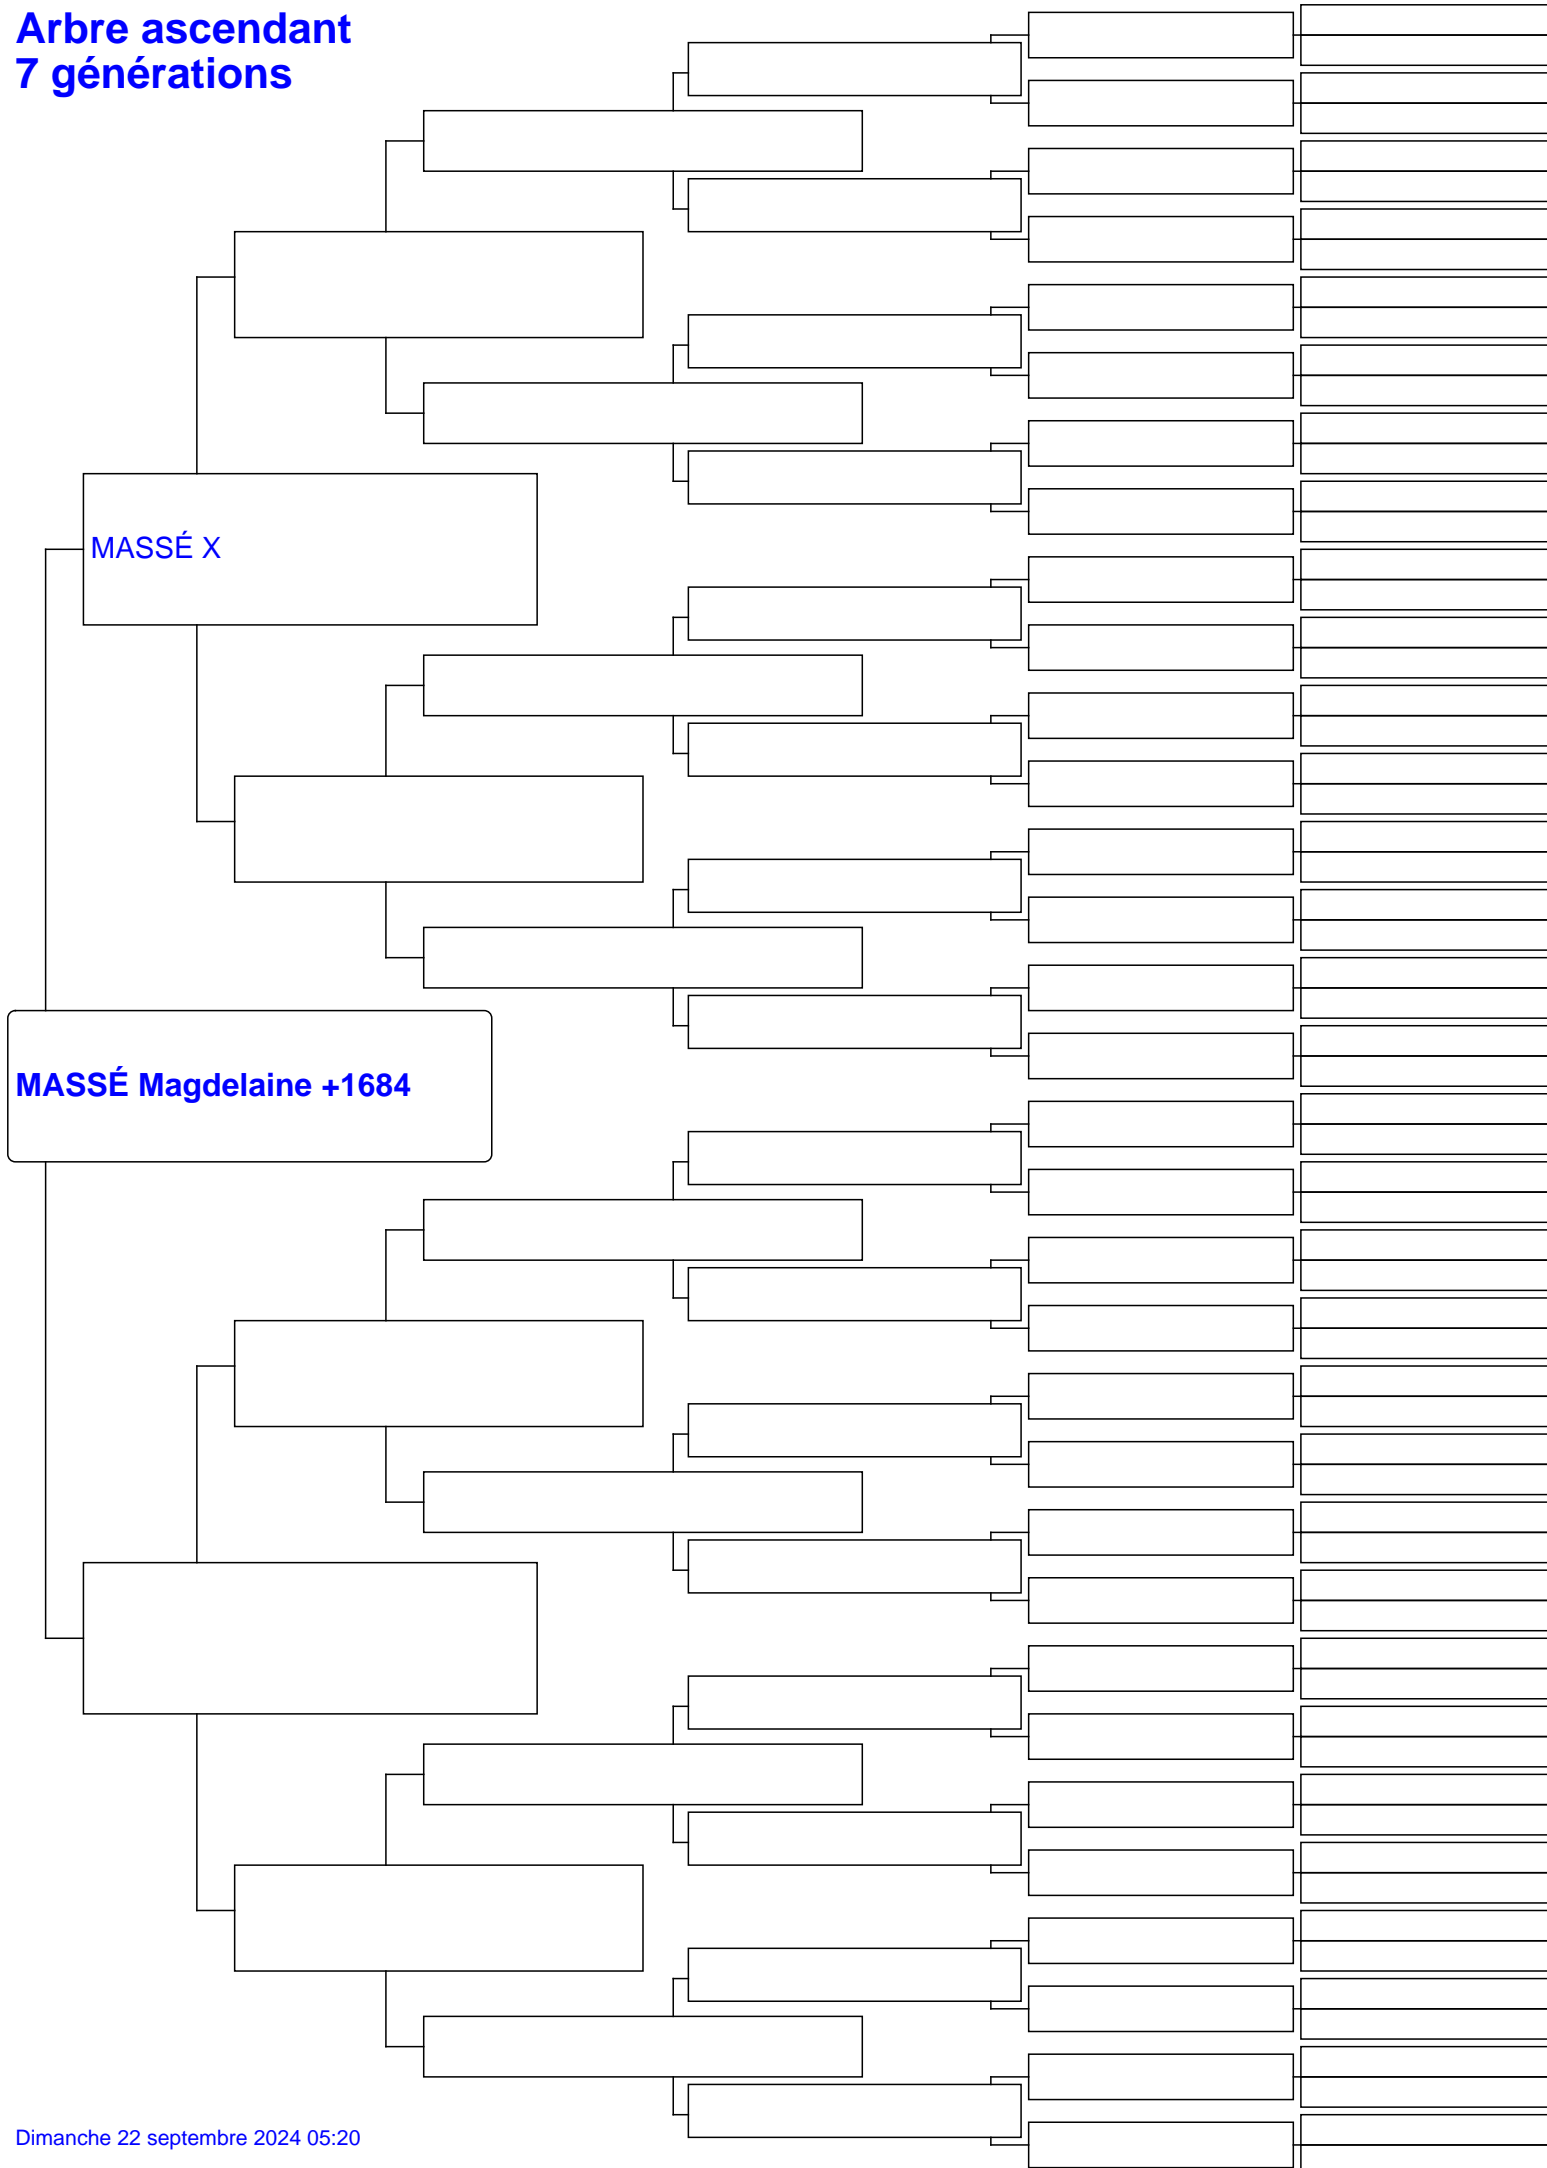 Arbre ascendant
7 générations
MASSÉ X
MASSÉ Magdelaine +1684
Dimanche 22 septembre 2024 05:20